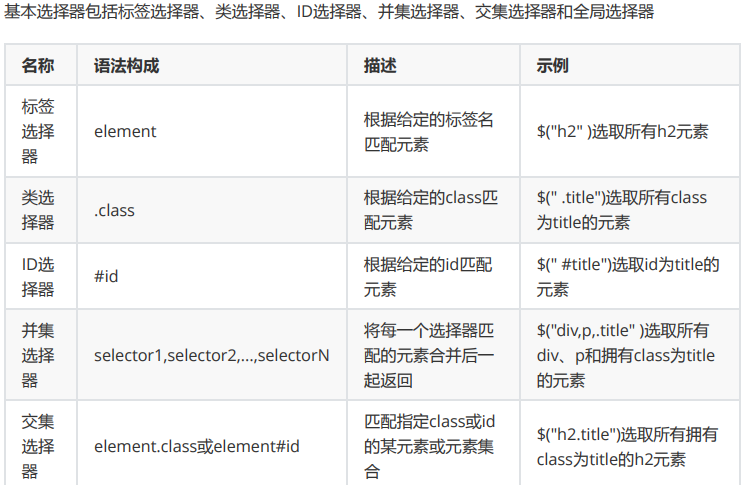 基本选择器包括标签选择器、类选择器、ID选择器、并集选择器、交集选择器和全局选择器
名称 语法构成 描述 示例
标签
选择
器
element
根据给定的标签名
匹配元素
$("h2" )选取所有h2元素
类选
择器
.class
根据给定的class匹
配元素
$(" .title")选取所有class
为title的元素
ID选
择器
#id
根据给定的id匹配
元素
$(" #title")选取id为title的
元素
并集
选择
器
selector1,selector2,...,selectorN
将每一个选择器匹
配的元素合并后一
起返回
$("div,p,.title" )选取所有
div、p和拥有class为title
的元素
交集
选择
器
element.class或element#id
匹配指定class或id
的某元素或元素集
合
$("h2.title")选取所有拥有
class为title的h2元素